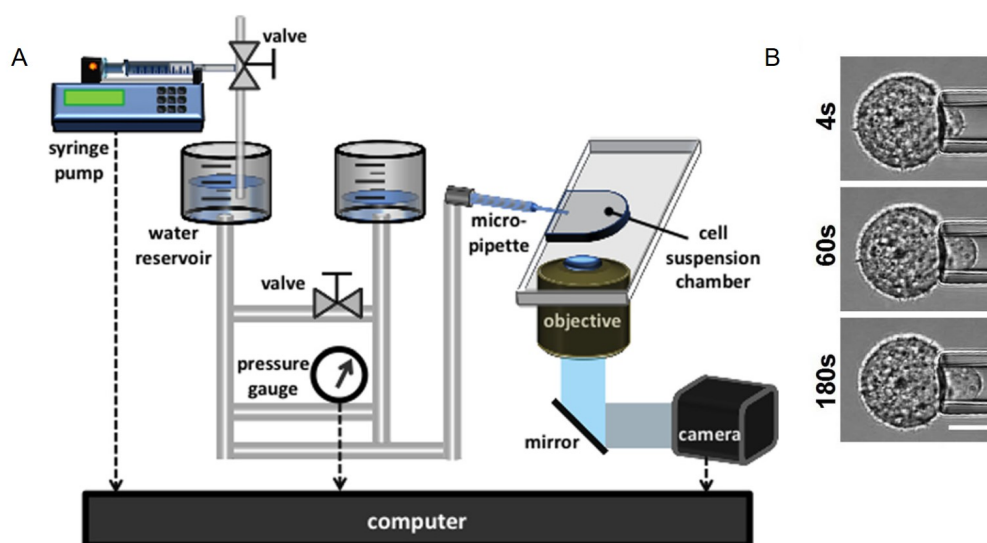 A
valve
syringe
pump
water
reservoir
valve
pressure
gauge
micro-
pipette
cell
suspension
chamber
objective
mirror
camera
computer
B
4s
60s
180s